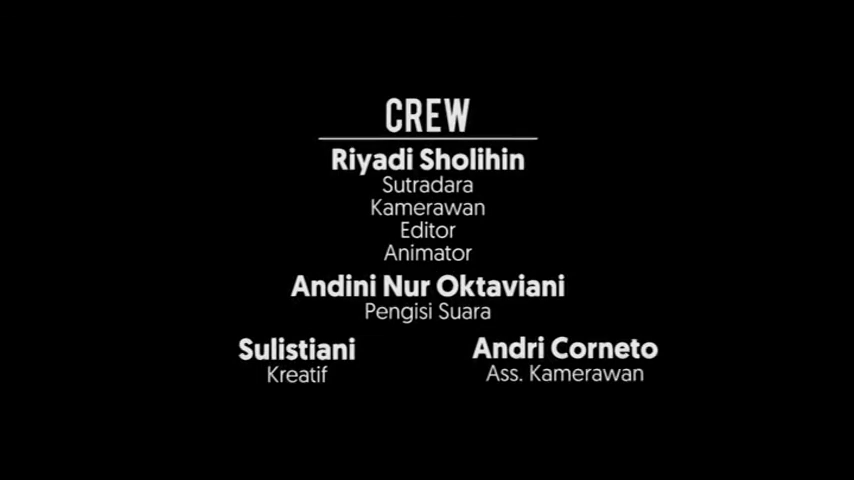 CREW
Riyadi Sholihin
Sutradara
Kamerawan
Editor
Animator
Andini Nur Oktaviani
Pengisi Suara
Sulistiani
Kreatif
Andri Corneto
Ass. Kamerawan